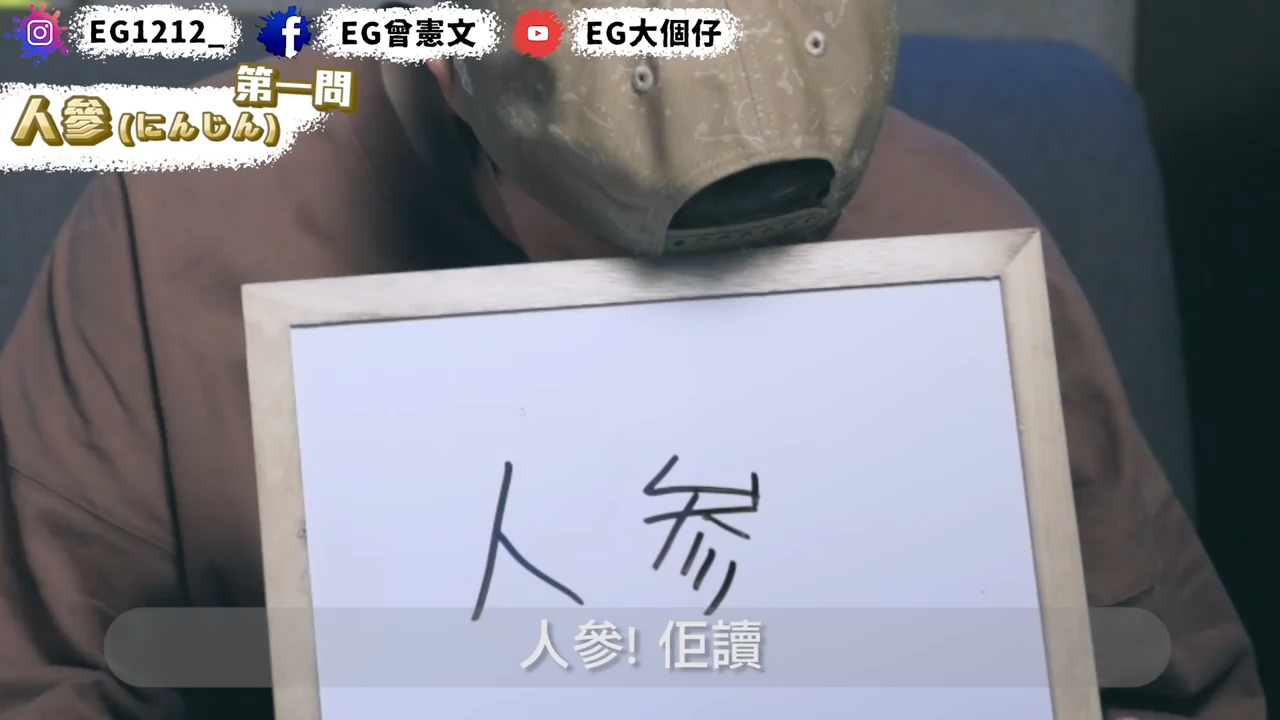 EG1212_
EG曾憲文
EG大個仔
第一問
人參 (にんじん)
人参
人參! 佢讀